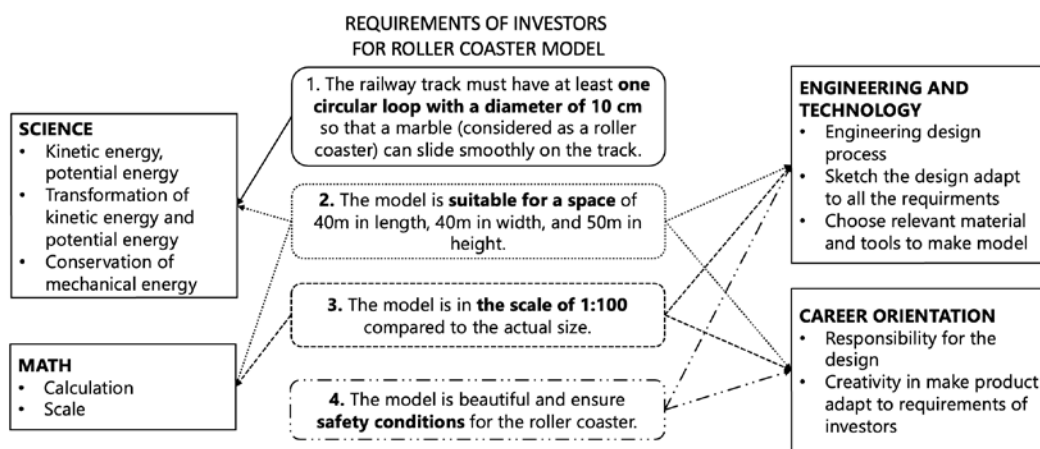 REQUIREMENTS OF INVESTORS
FOR ROLLER COASTER MODEL
SCIENCE
• Kinetic energy,
potential energy
• Transformation of
kinetic energy and
potential energy
• Conservation of
mechanical energy
MATH
• Calculation
• Scale
1. The railway track must have at least one
circular loop with a diameter of 10 cm
so that a marble (considered as a roller
coaster) can slide smoothly on the track.
2. The model is suitable for a space of
40m in length, 40m in width, and 50m in
height.
3. The model is in the scale of 1:100
compared to the actual size.
4. The model is beautiful and ensure
safety conditions for the roller coaster.
ENGINEERING AND
TECHNOLOGY
• Engineering design
process
• Sketch the design adapt
to all the requirments
• Choose relevant material
and tools to make model
CAREER ORIENTATION
• Responsibility for the
design
• Creativity in make product
adapt to requirements of
investors